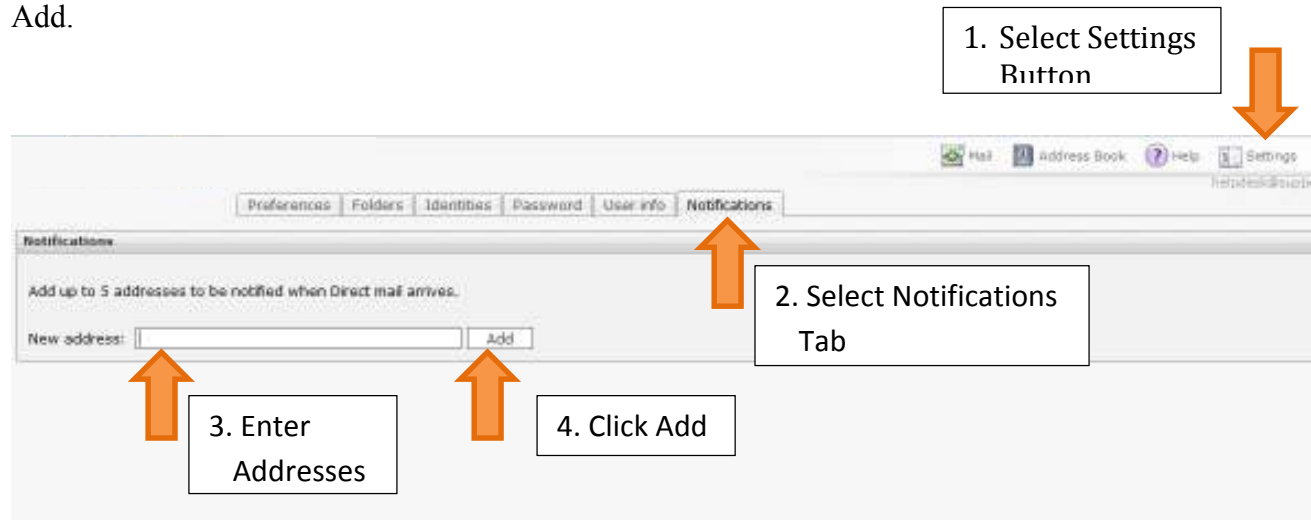 Add.
1. Select Settings
Button
Mail Address Book Help Settings
Preferences Folders Identities Password User info Notifications
Notifications
Add up to 5 addresses to be notified when Direct mail arrives.
2. Select Notifications
Tab
New address: Add
3. Enter
Addresses
4. Click Add